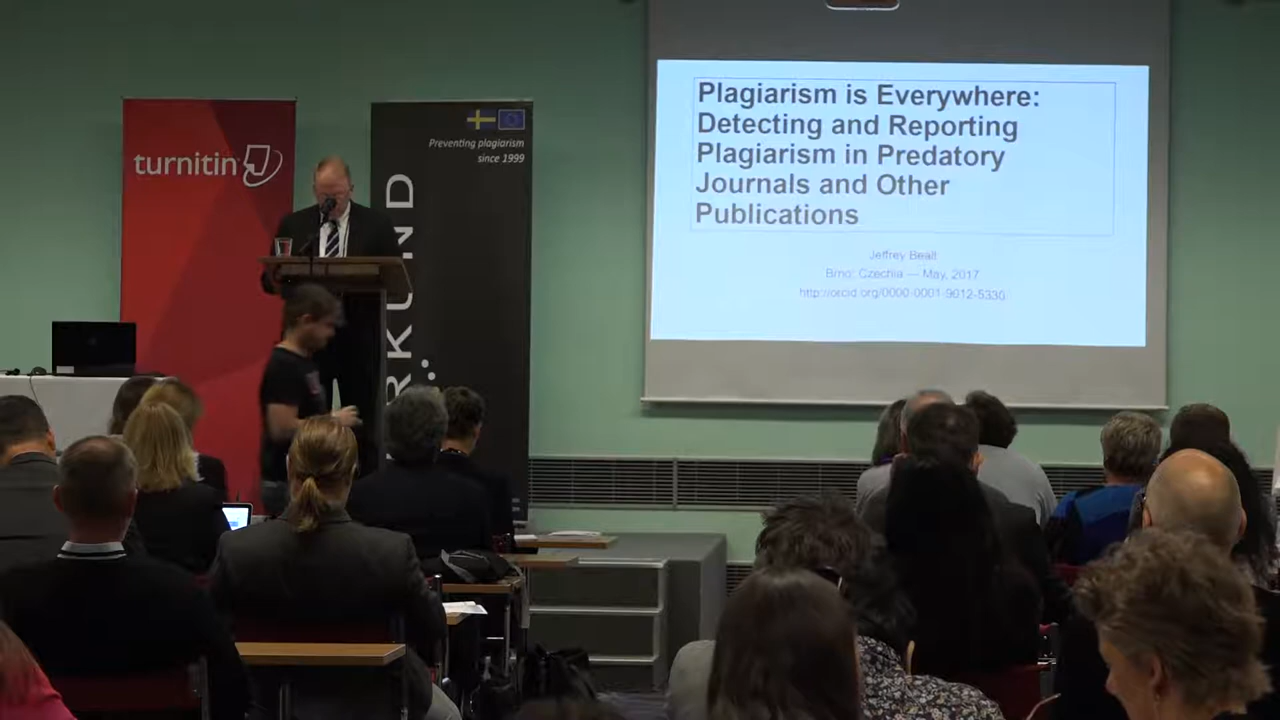 turnitin
Preventing plagiarism
since 1999
RKUND
Plagiarism is Everywhere:
Detecting and Reporting
Plagiarism in Predatory
Journals and Other
Publications
Jeffrey Beall
Brno: Czechia — May, 2017
http://orcid.org/0000-0001-9012-5330